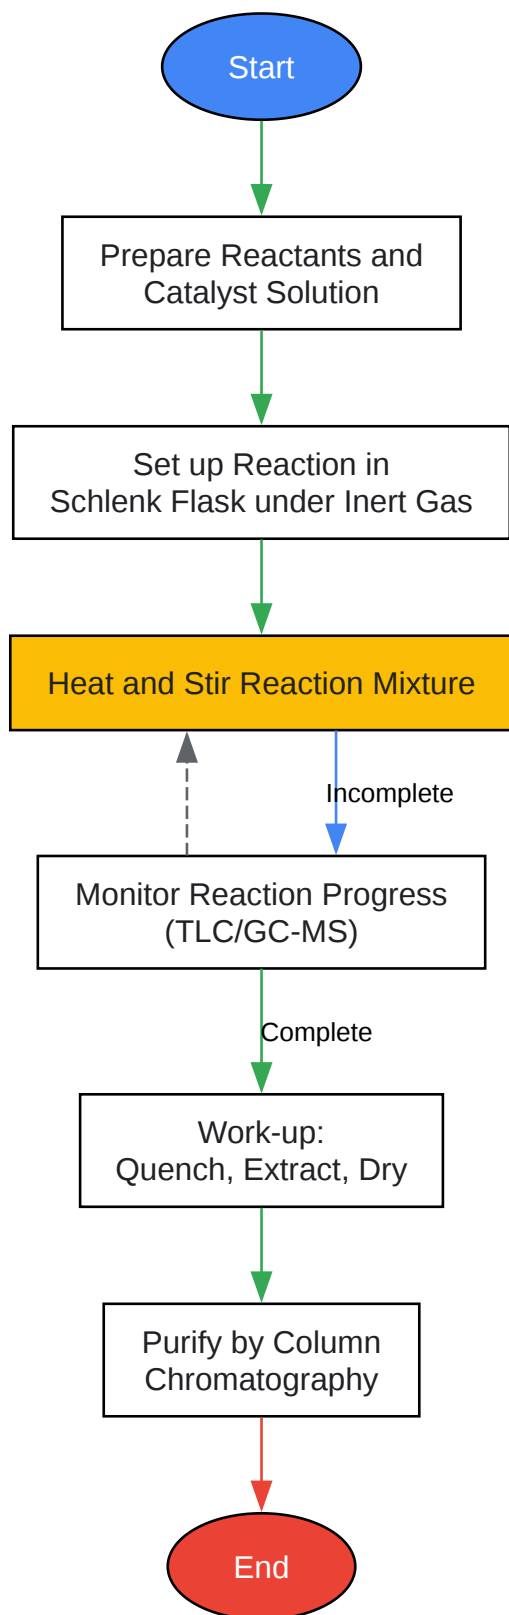 Start
Prepare Reactants and
Catalyst Solution
Set up Reaction in
Schlenk Flask under Inert Gas
Heat and Stir Reaction Mixture
Incomplete
Monitor Reaction Progress
(TLC/GC-MS)
Complete
Work-up:
Quench, Extract, Dry
Purify by Column
Chromatography
End